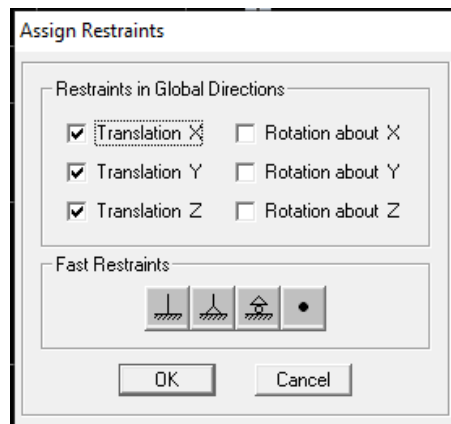 Assign Restraints
Restraints in Global Directions
Translation X
Rotation about X
Translation Y
Rotation about Y
Translation Z
Rotation about Z
Fast Restraints
OK
Cancel